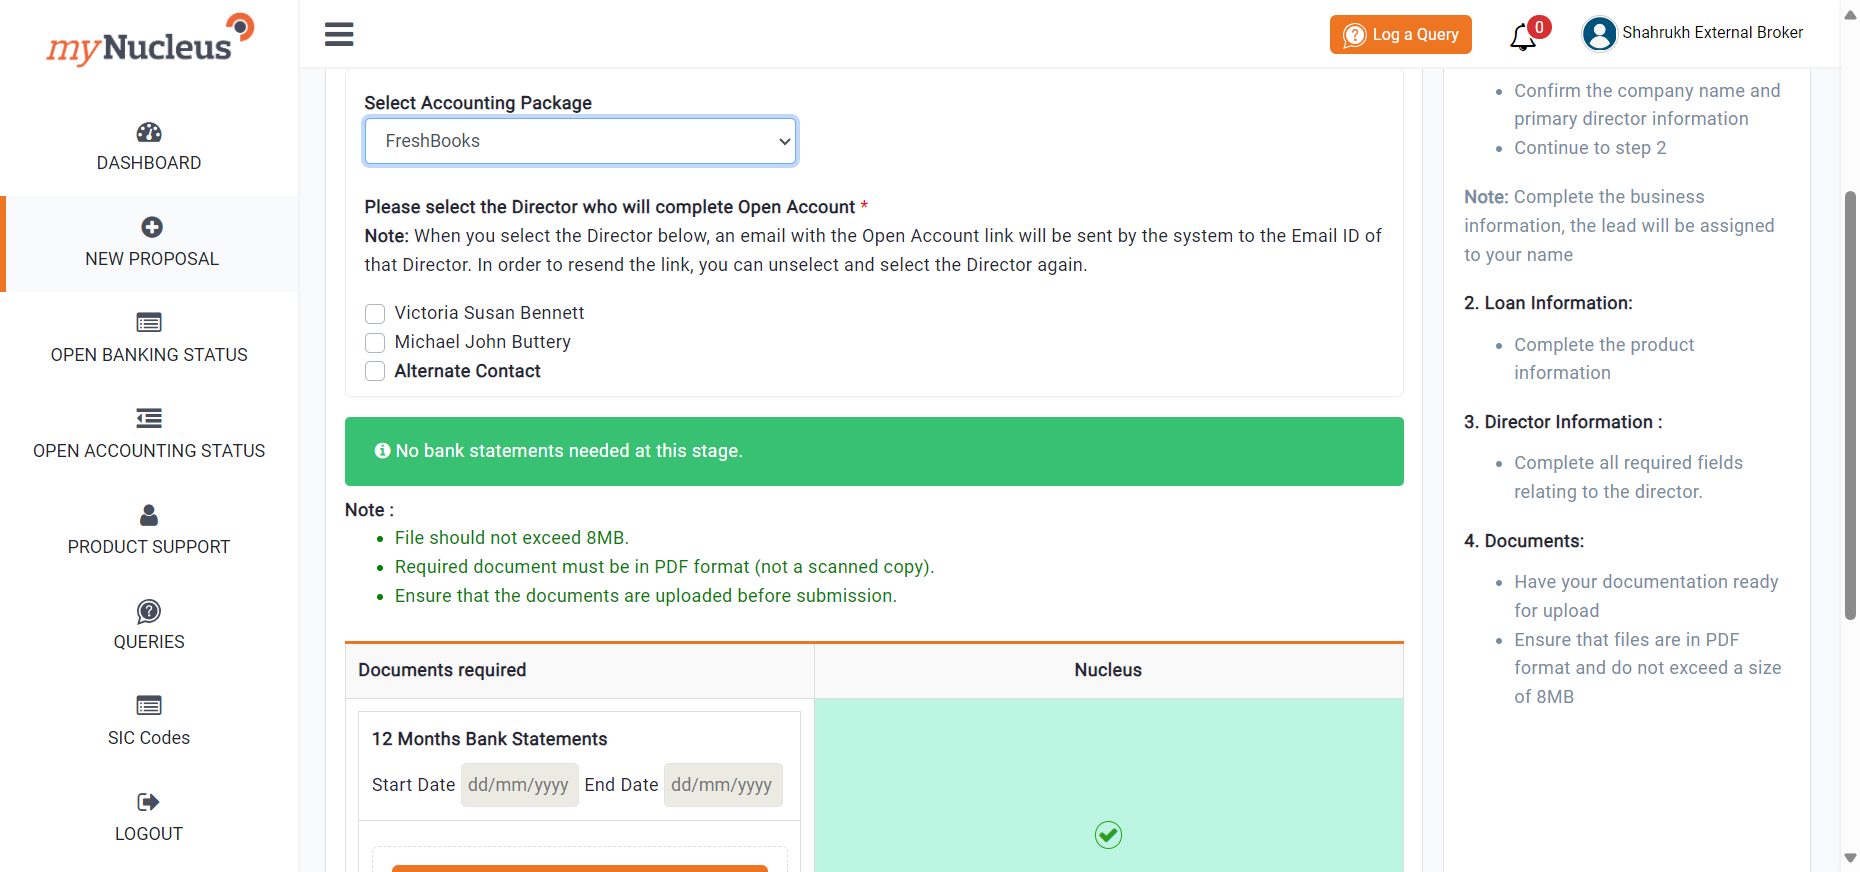 myNucleus
Log a Query
0
Shahrukh External Broker
DASHBOARD
NEW PROPOSAL
OPEN BANKING STATUS
OPEN ACCOUNTING STATUS
PRODUCT SUPPORT
QUERIES
SIC Codes
LOGOUT
Select Accounting Package
FreshBooks
Please select the Director who will complete Open Account *
Note: When you select the Director below, an email with the Open Account link will be sent by the system to the Email ID of
that Director. In order to resend the link, you can unselect and select the Director again.
Victoria Susan Bennett
Michael John Buttery
Alternate Contact
No bank statements needed at this stage.
Note :
File should not exceed 8MB.
Required document must be in PDF format (not a scanned copy).
Ensure that the documents are uploaded before submission.
Documents required
Nucleus
12 Months Bank Statements
Start Date dd/mm/yyyy End Date dd/mm/yyyy
Confirm the company name and
primary director information
Continue to step 2
Note: Complete the business
information, the lead will be assigned
to your name
2. Loan Information:
Complete the product
information
3. Director Information :
Complete all required fields
relating to the director.
4. Documents:
Have your documentation ready
for upload
Ensure that files are in PDF
format and do not exceed a size
of 8MB